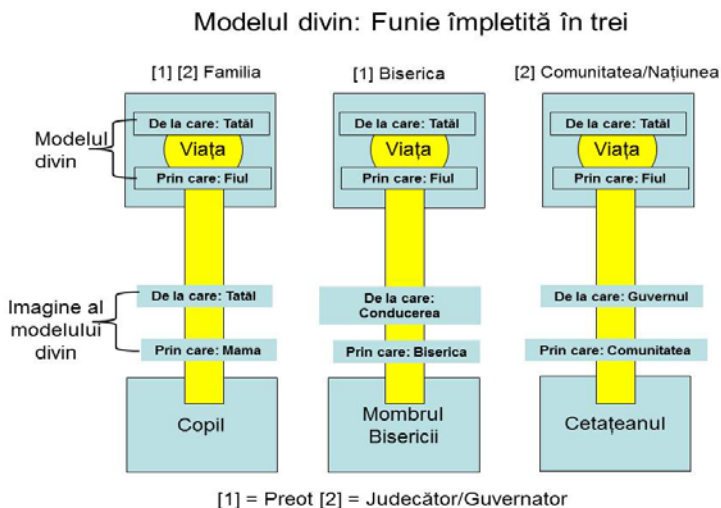 Modelul divin: Funie împletită în trei
[1] [2] Familia
[1] Biserica
[2] Comunitatea/Națiunea
Modelul
divin
De la care: Tatăl
Viața
Prin care: Fiul
De la care: Tatăl
Viața
Prin care: Fiul
De la care: Tatăl
Viața
Prin care: Fiul
Imagine al
modelului
divin
De la care: Tatăl
Prin care: Mama
De la care:
Conducerea
Prin care: Biserica
De la care: Guvernul
Prin care: Comunitatea
Copil
Mombrul
Bisericii
Cetațeanul
[1] = Preot [2] = Judecător/Guvernator